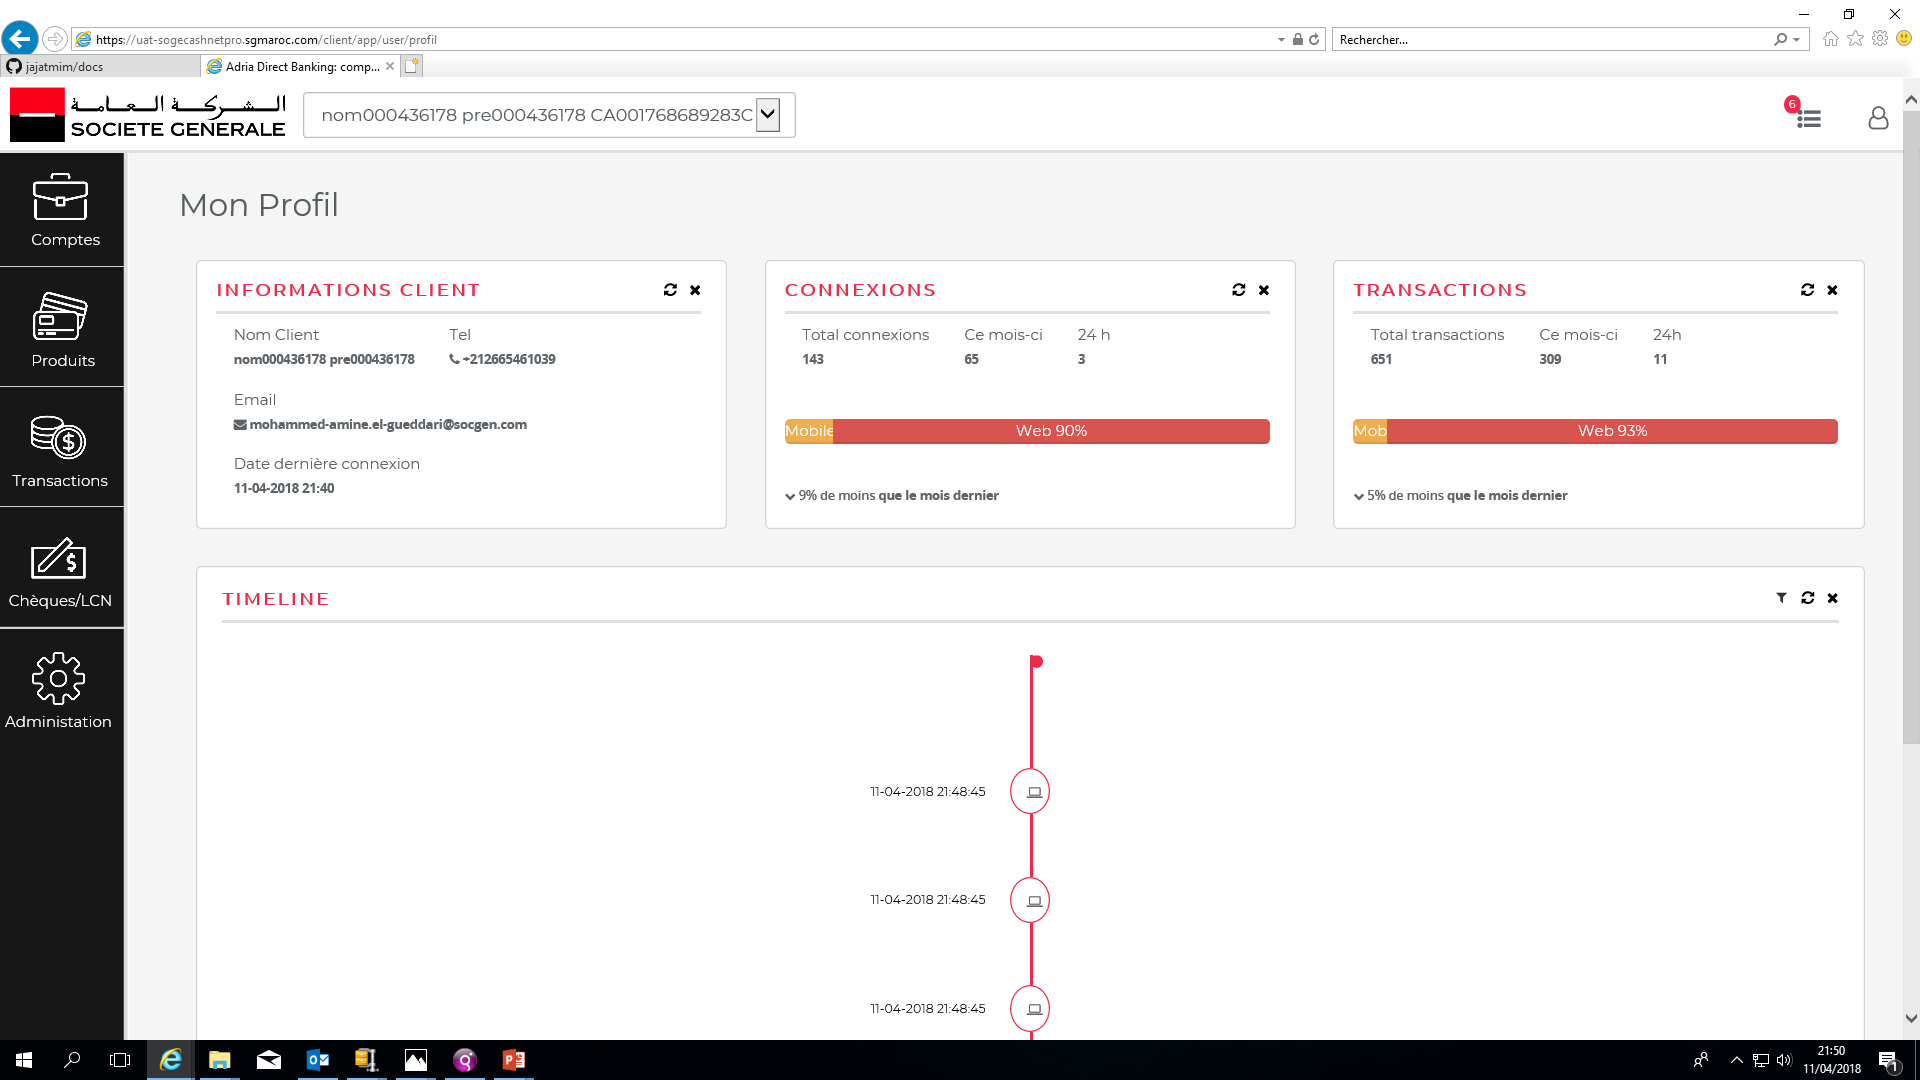 https://uat-sogecashnetpro.sgmaroc.com/client/app/user/profil
Rechercher...
jajatmim/docs
Adria Direct Banking: comp...
الشركة العامة
SOCIETE GENERALE
nom000436178 pre000436178 CA001768689283C
6
Comptes
Produits
Transactions
Chèques/LCN
Administation
Mon Profil
INFORMATIONS CLIENT
Nom Client
Tel
nom000436178 pre000436178
+212665461039
Email
mohammed-amine.el-gueddari@socgen.com
Date dernière connexion
11-04-2018 21:40
CONNEXIONS
Total connexions
Ce mois-ci
24 h
143
65
3
Mobile
Web 90%
9% de moins que le mois dernier
TRANSACTIONS
Total transactions
Ce mois-ci
24h
651
309
11
Mob
Web 93%
5% de moins que le mois dernier
TIMELINE
11-04-2018 21:48:45
11-04-2018 21:48:45
11-04-2018 21:48:45
21:50
11/04/2018
1